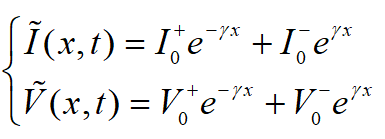 Ĩ(x,t) = I₀⁺e^{-γx} + I₀⁻e^{γx}
Ṽ(x,t) = V₀⁺e^{-γx} + V₀⁻e^{γx}